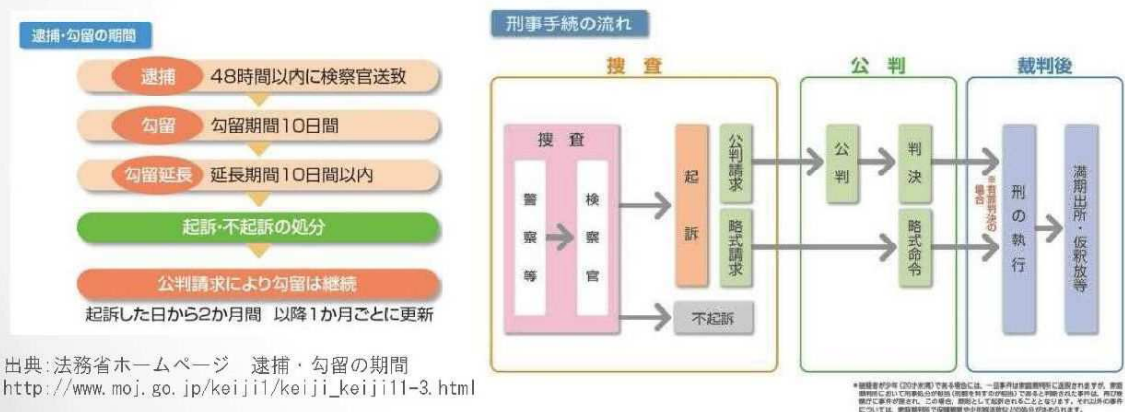 逮捕・勾留の期間
逮捕 48時間以内に検察官送致
勾留 勾留期間10日間
勾留延長 延長期間10日間以内
起訴・不起訴の処分
公判請求により勾留は継続
起訴した日から2か月間 以降1か月ごとに更新
出典:法務省ホームページ 逮捕・勾留の期間
http://www.moj.go.jp/keiji1/keiji_keiji11-3.html
刑事手続の流れ
捜査
捜査
警察等
検察官
起訴
公判請求
略式請求
不起訴
公判
公判
判決
略式命令
裁判後
※有罪判決の
場合
刑の執行
満期出所・仮釈放等